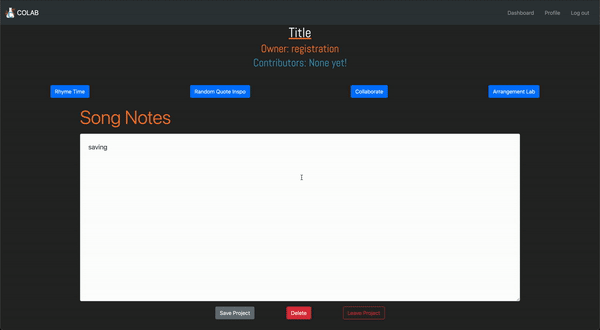 COLAB Dashboard Profile Log out
Title
Owner: registration
Contributors: None yet!
Rhyme Time Random Quote Inspo Collaborate Arrangement Lab
Song Notes
saving
Save Project Delete Leave Project